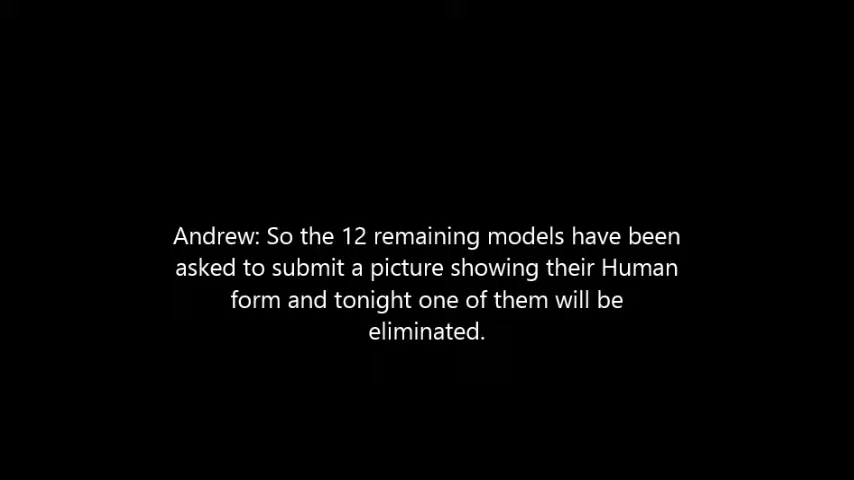 Andrew: So the 12 remaining models have been
asked to submit a picture showing their Human
form and tonight one of them will be
eliminated.